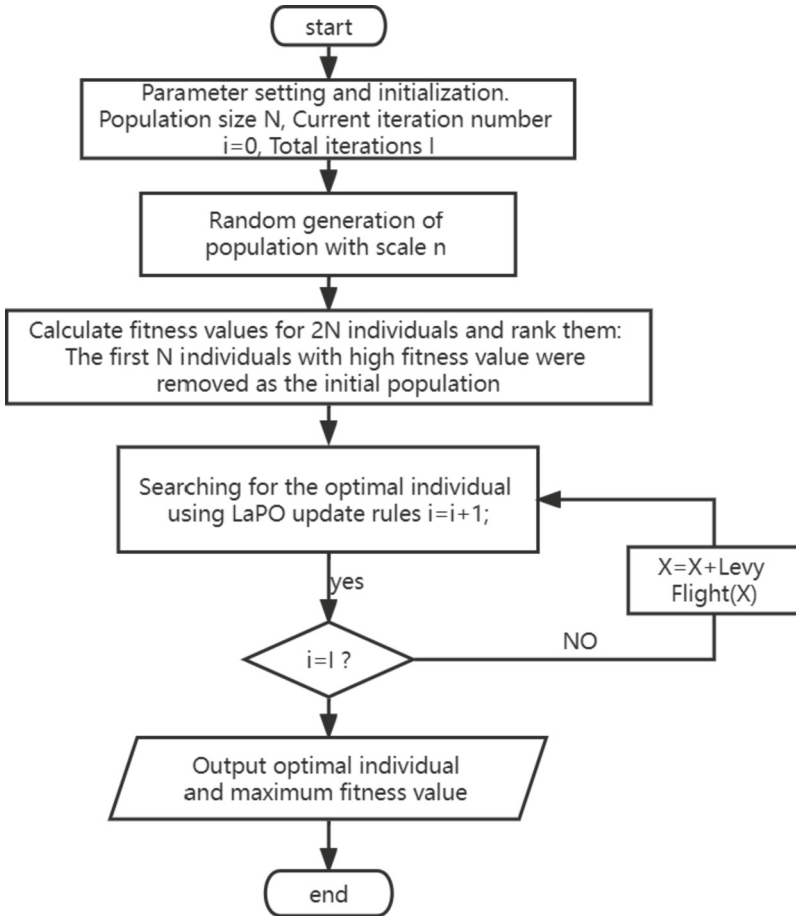 start
Parameter setting and initialization.
Population size N, Current iteration number
i=0, Total iterations I
Random generation of
population with scale n
Calculate fitness values for 2N individuals and rank them:
The first N individuals with high fitness value were
removed as the initial population
Searching for the optimal individual
using LaPO update rules i=i+1;
X=X+Levy
Flight(X)
yes
NO
i=I ?
Output optimal individual
and maximum fitness value
end